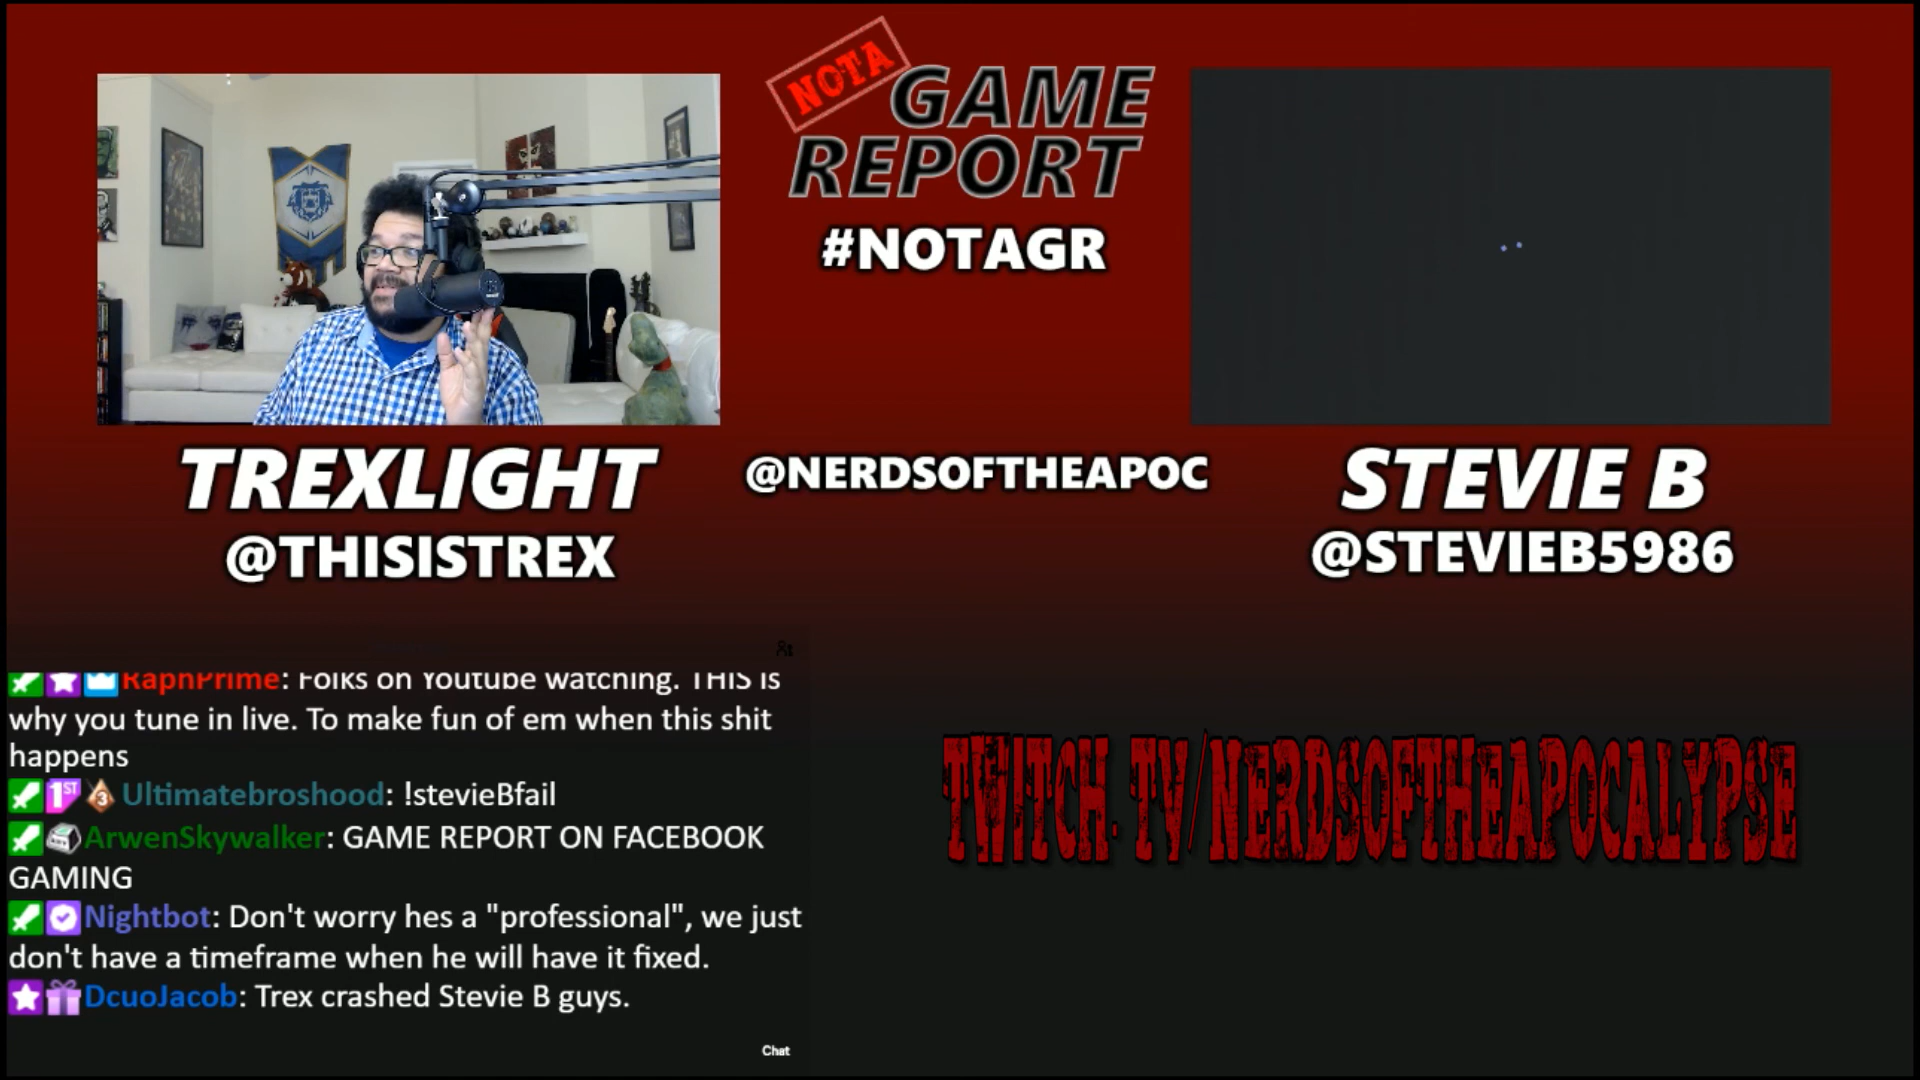 NOTA
GAME
REPORT
#NOTAGR
TREXLIGHT
@THISISTREX
@NERDSOFTHEAPOC
STEVIE B
@STEVIEB5986
RaphPrime: Folks on Youtube watching. THIS is
why you tune in live. To make fun of em when this shit
happens
1ST 3 Ultimatebroshood: !stevieBfail
ArwenSkywalker: GAME REPORT ON FACEBOOK
GAMING
Nightbot: Don't worry hes a "professional", we just
don't have a timeframe when he will have it fixed.
DcuoJacob: Trex crashed Stevie B guys.
Chat
TWITCH.TV/NERDSOFTHEAPOCALYPSE